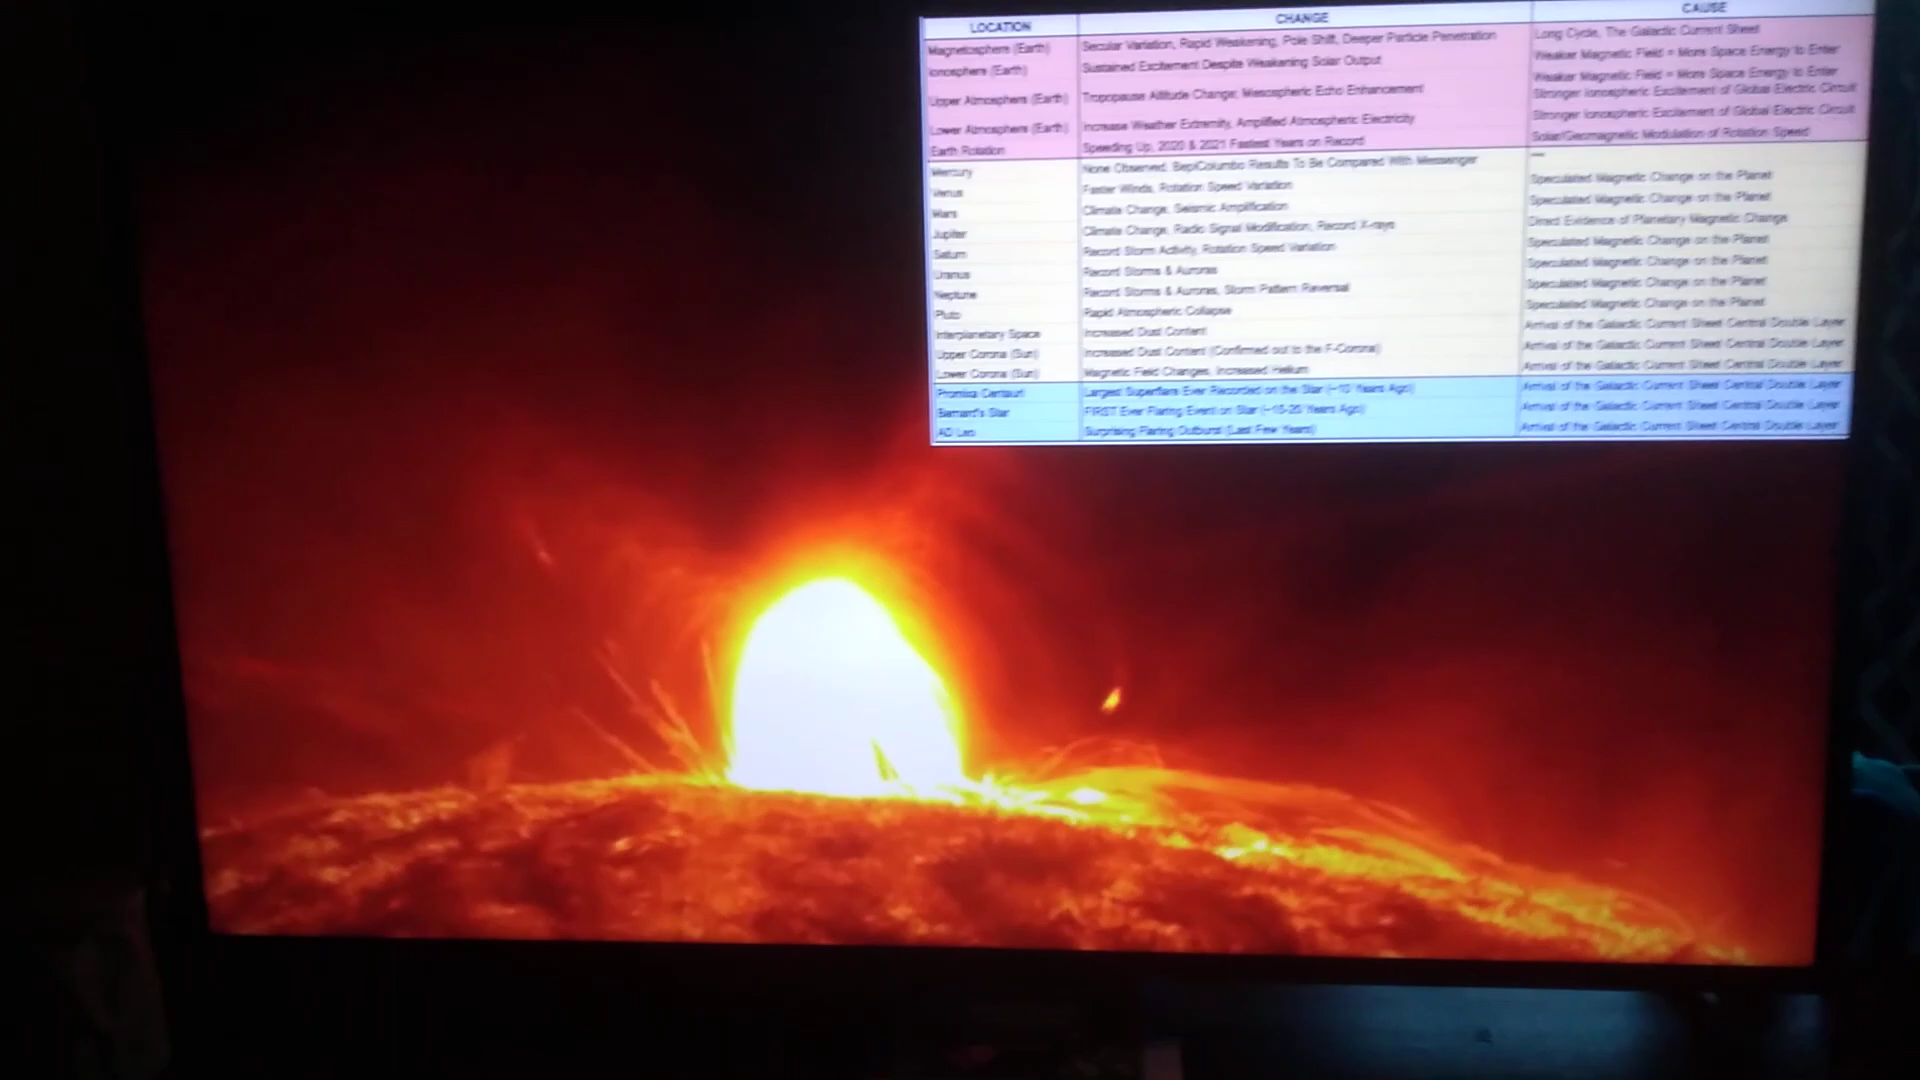 LOCATION CHANGE CAUSE
Magnetosphere (Earth) Secular Variation, Rapid Weakening, Pole Shift, Deeper Particle Penetration Long Cycle, The Galactic Current Sheet
Ionosphere (Earth) Sustained Excitement Despite Weakening Solar Output Weaker Magnetic Field = More Space Energy to Enter
Upper Atmosphere (Earth) Tropopause Altitude Change; Mesospheric Echo Enhancement Weaker Magnetic Field = More Space Energy to Enter
Stronger Ionospheric Excitement of Global Electric Circuit
Lower Atmosphere (Earth) Increase Weather Extremity, Amplified Atmospheric Electricity Stronger Ionospheric Excitement of Global Electric Circuit
Earth Rotation Speeding Up, 2020 & 2021 Fastest Years on Record Solar/Geomagnetic Modulation of Rotation Speed
Mercury None Observed, BepiColumbo Results To Be Compared With Messenger ---
Venus Faster Winds, Rotation Speed Variation Speculated Magnetic Change on the Planet
Mars Climate Change, Seismic Amplification Speculated Magnetic Change on the Planet
Jupiter Climate Change, Radio Signal Modification, Record X-rays Direct Evidence of Planetary Magnetic Change
Saturn Record Storm Activity, Rotation Speed Variation Speculated Magnetic Change on the Planet
Uranus Record Storms & Auroras Speculated Magnetic Change on the Planet
Neptune Record Storms & Auroras, Storm Pattern Reversal Speculated Magnetic Change on the Planet
Pluto Rapid Atmospheric Collapse Speculated Magnetic Change on the Planet
Interplanetary Space Increased Dust Content Arrival of the Galactic Current Sheet Central Double Layer
Upper Corona (Sun) Increased Dust Content (Confirmed out to the F-Corona) Arrival of the Galactic Current Sheet Central Double Layer
Lower Corona (Sun) Magnetic Field Changes, Increased Helium Arrival of the Galactic Current Sheet Central Double Layer
Centauri Largest Superflare Ever Recorded on the Star (~10 Years Ago) Arrival of the Galactic Current Sheet Central Double Layer
Star FIRST Ever Flaring Event on Star (~15-20 Years Ago) Arrival of the Galactic Current Sheet Central Double Layer
AD Leo Surprising Flaring Outburst (Last Few Years) Arrival of the Galactic Current Sheet Central Double Layer